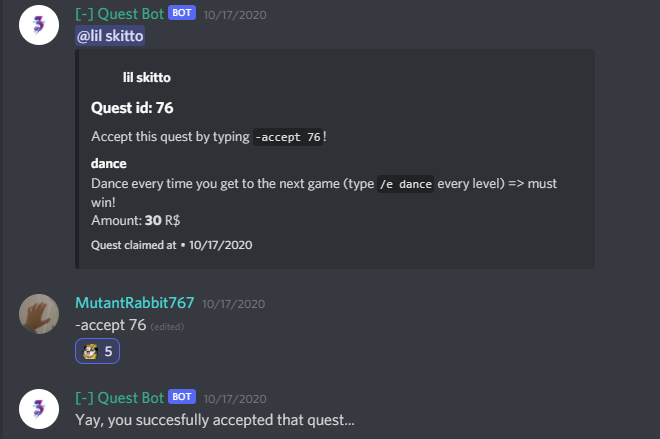 [-] Quest Bot BOT 10/17/2020
@lil skitto
lil skitto
Quest id: 76
Accept this quest by typing -accept 76!
dance
Dance every time you get to the next game (type /e dance every level) => must
win!
Amount: 30 R$
Quest claimed at • 10/17/2020
MutantRabbit767 10/17/2020
-accept 76 (edited)
5
[-] Quest Bot BOT 10/17/2020
Yay, you succesfully accepted that quest...